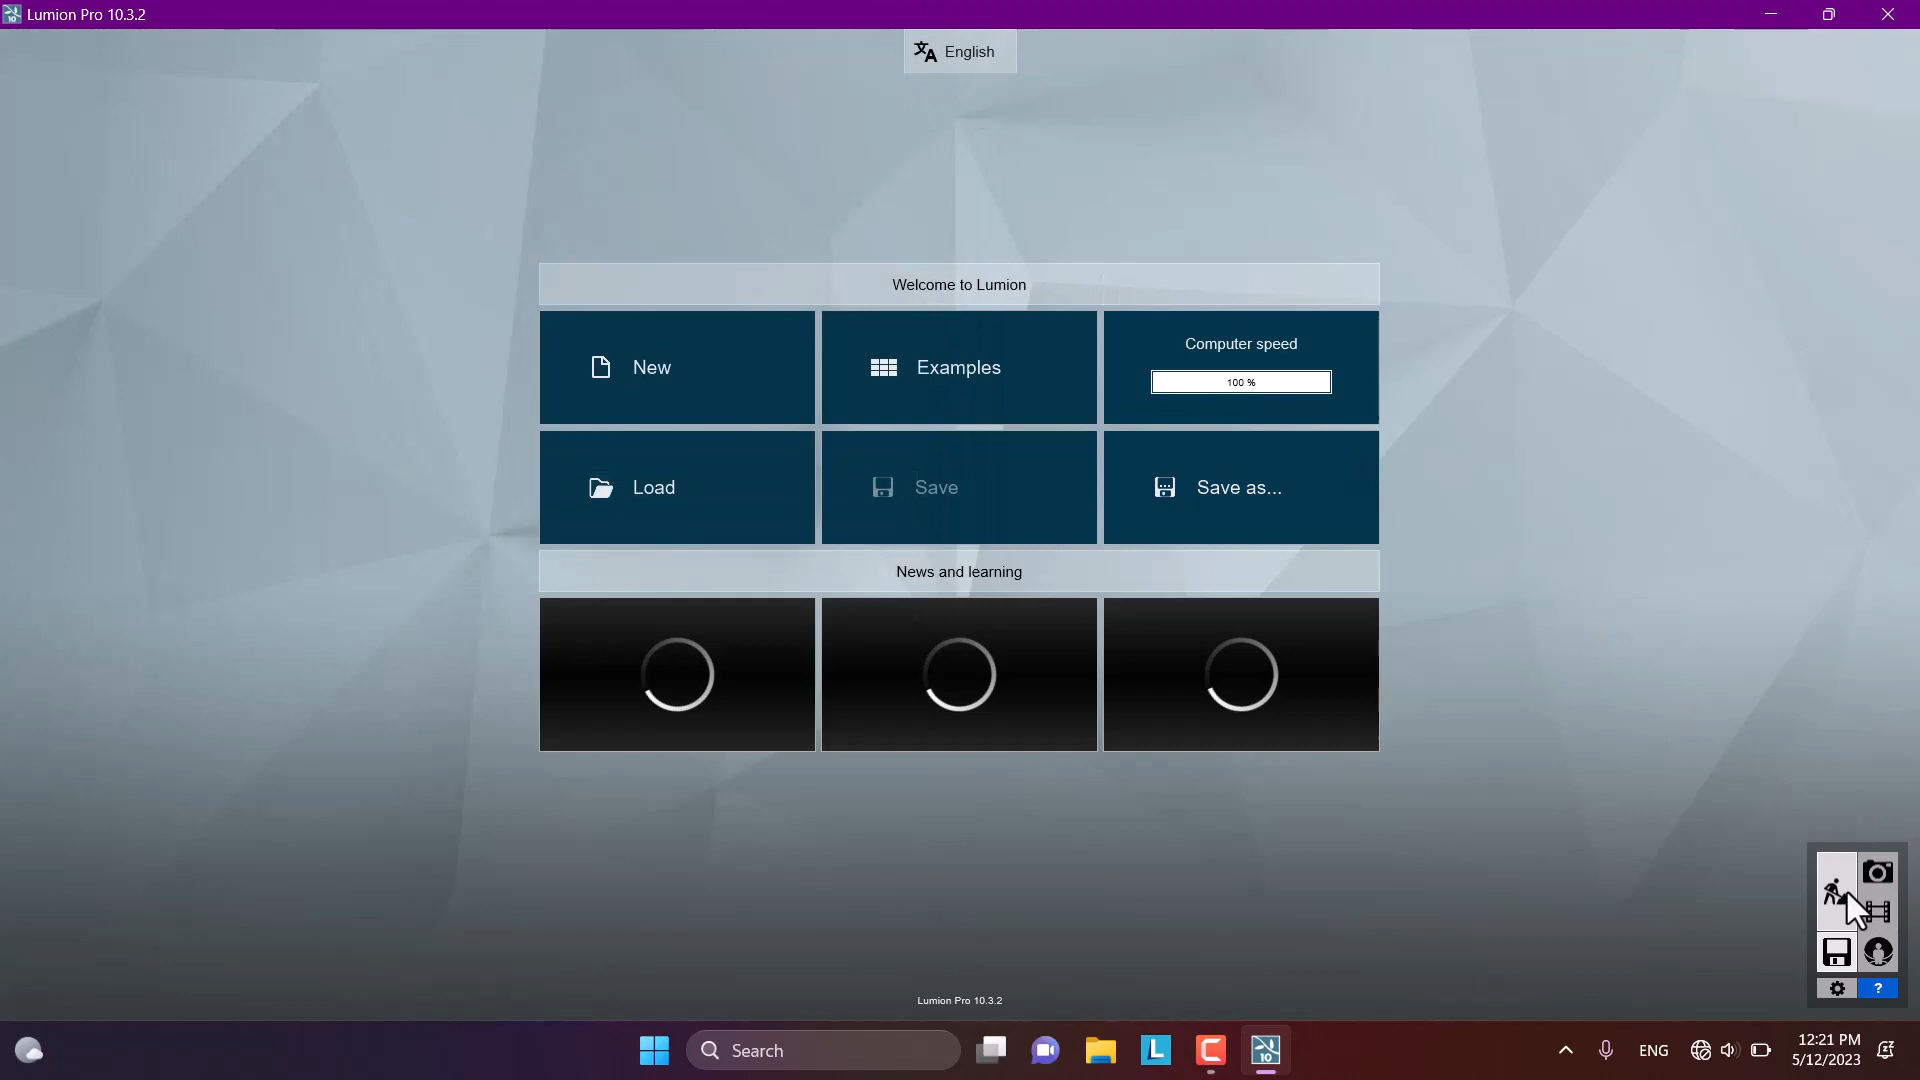 Lumion Pro 10.3.2
English
Welcome to Lumion
New
Examples
Computer speed
100 %
Load
Save
Save as...
News and learning
?
Lumion Pro 10.3.2
Search
ENG
12:21 PM
5/12/2023